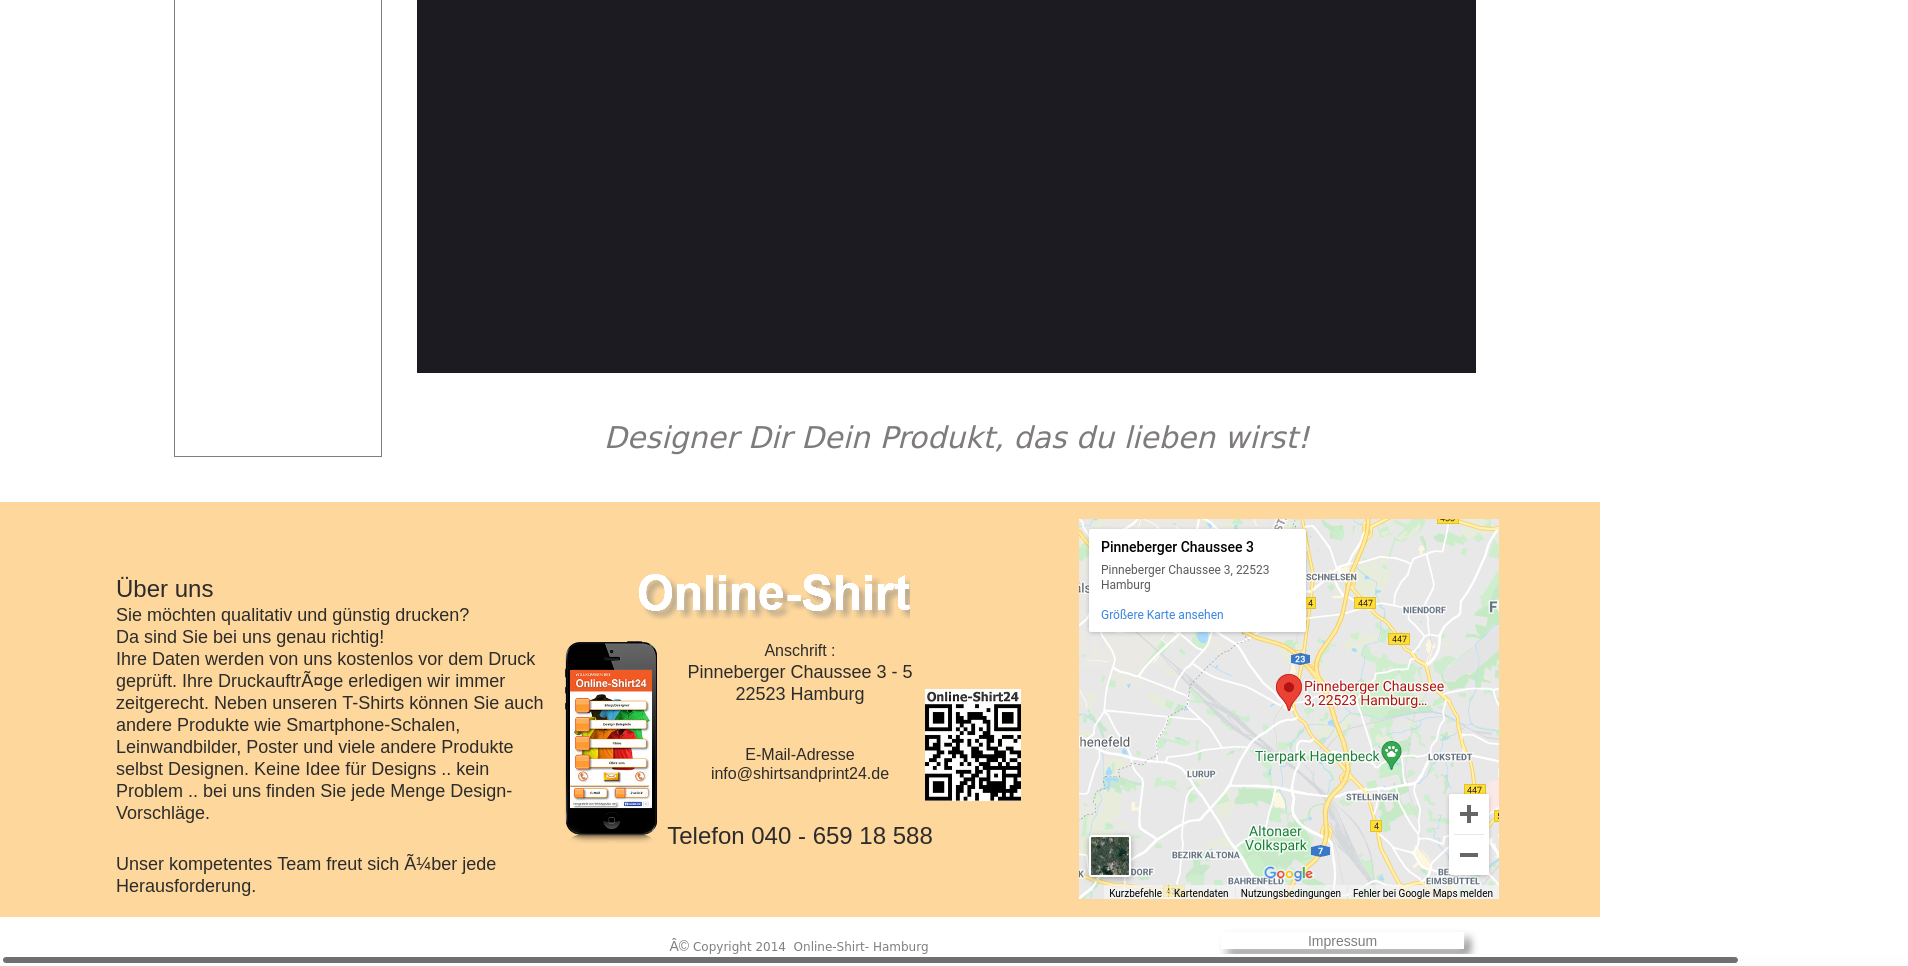 Designer Dir Dein Produkt, das du lieben wirst!
Über uns
Sie möchten qualitativ und günstig drucken?
Da sind Sie bei uns genau richtig!
Ihre Daten werden von uns kostenlos vor dem Druck
geprüft. Ihre DruckauftrÃ¤ge erledigen wir immer
zeitgerecht. Neben unseren T-Shirts können Sie auch
andere Produkte wie Smartphone-Schalen,
Leinwandbilder, Poster und viele andere Produkte
selbst Designen. Keine Idee für Designs .. kein
Problem .. bei uns finden Sie jede Menge Design-
Vorschläge.
Unser kompetentes Team freut sich Ã¼ber jede
Herausforderung.
Online-Shirt
Online-Shirt24
Anschrift :
Pinneberger Chaussee 3 - 5
22523 Hamburg
E-Mail-Adresse
info@shirtsandprint24.de
Telefon 040 - 659 18 588
Online-Shirt24
Pinneberger Chaussee 3
Pinneberger Chaussee 3, 22523
Hamburg
Größere Karte ansehen
SCHNELSEN
4
447
NIENDORF
447
23
Pinneberger Chaussee
3, 22523 Hamburg...
henefeld
Tierpark Hagenbeck
LOKSTEDT
LURUP
447
STELLINGEN
4
Altonaer
Volkspark
7
BEZIRK ALTONA
DORF
BAHRENFELD
EIMSBÜTTEL
Google
Kurzbefehle
Kartendaten
Nutzungsbedingungen
Fehler bei Google Maps melden
Â© Copyright 2014  Online-Shirt- Hamburg
Impressum